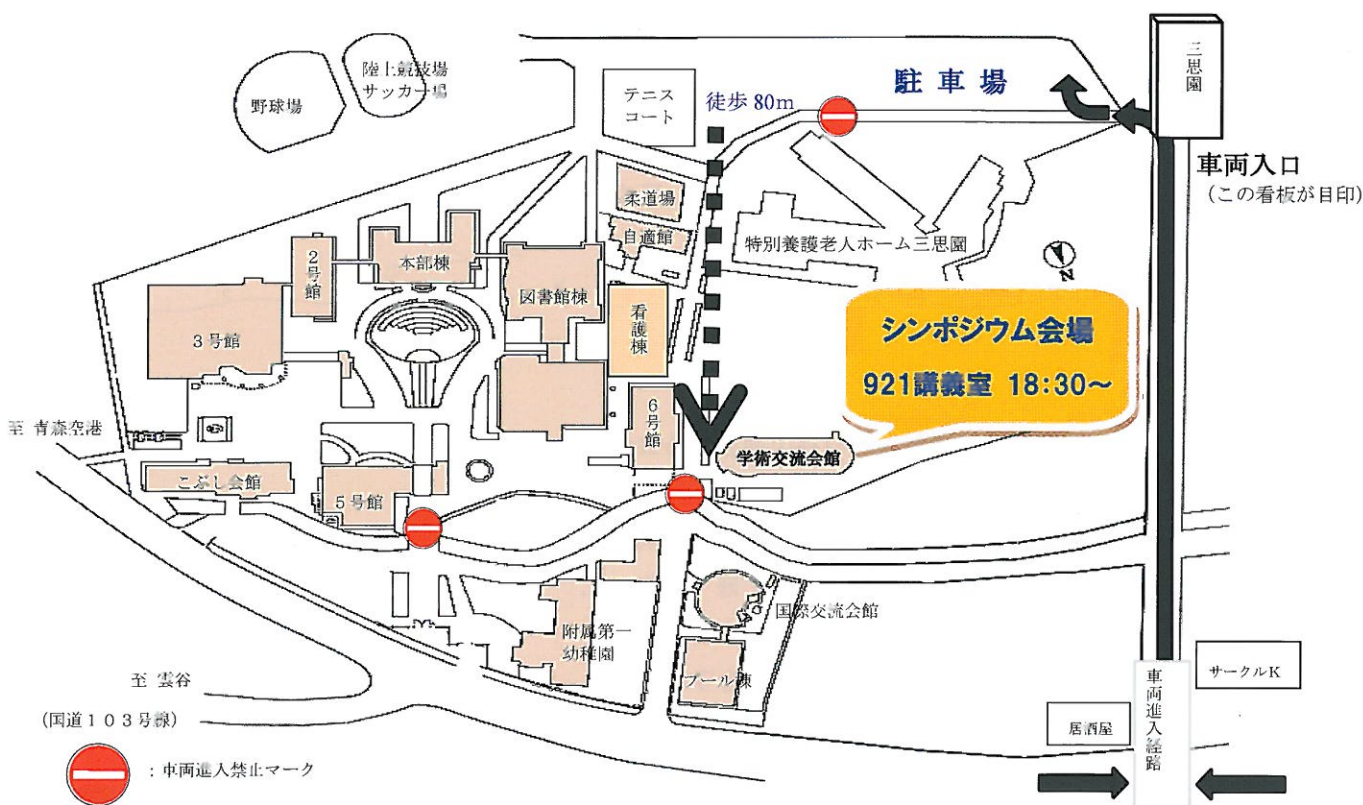 三思園
陸上競技場
サッカー場
野球場
テニス
コート
徒歩 80m
駐車場
車両入口
(この看板が目印)
柔道場
自適館
特別養護老人ホーム三思園
N
2号館
本部棟
図書館棟
看護棟
3号館
シンポジウム会場
921講義室 18:30～
6号館
至 青森空港
学術交流会館
こぶし会館
5号館
国際交流会館
附属第一
幼稚園
プール棟
至 雲谷
(国道103号線)
サークルK
居酒屋
車両進入経路
:車両進入禁止マーク